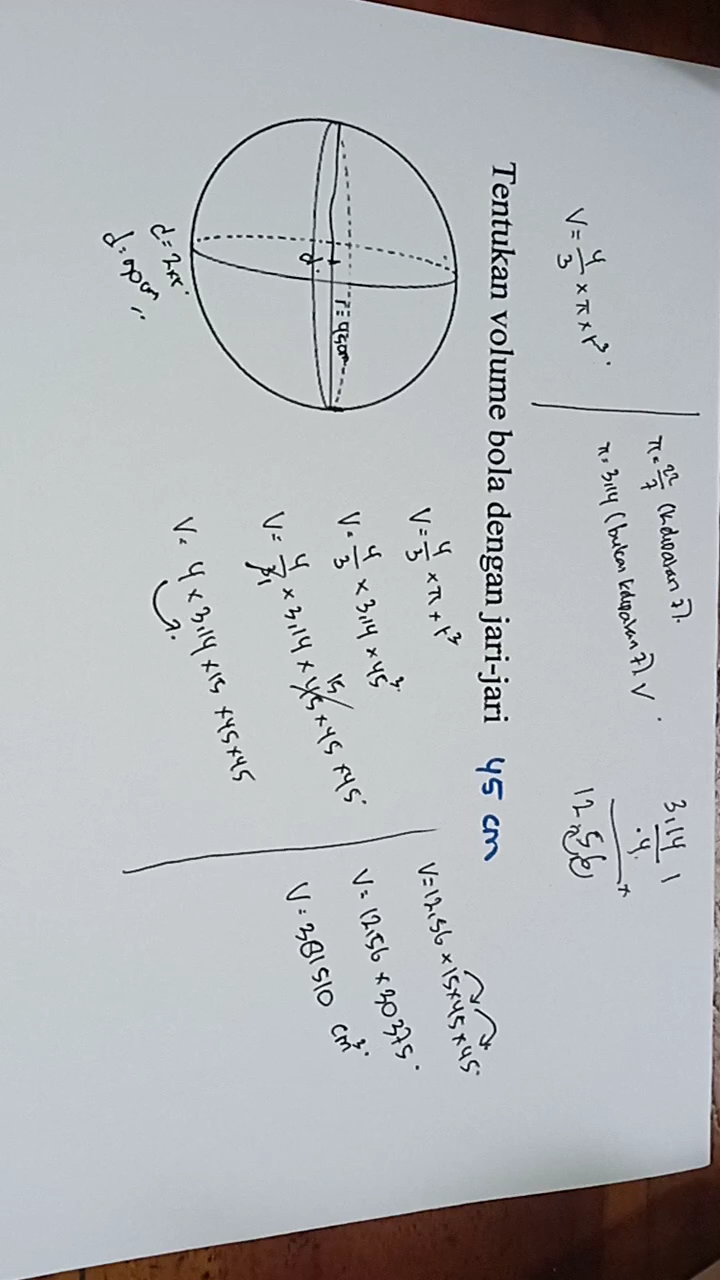 V = 4/3 × π × r³.
π = 22/7 (kelipatan 7).
π = 3,14 (bukan kelipatan 7) √.
3,14
4
×
12,56
Tentukan volume bola dengan jari-jari 45 cm
r = 45cm
d
d = 2×r.
d = 90cm
V = 4/3 × π × r³
V = 4/3 × 3,14 × 45³.
V = 4/3 1 × 3,14 × 45 15 × 45 × 45.
V = 4 × 3,14 × 15 × 45 × 45
V = 12,56 × 15 × 45 × 45.
V = 12,56 × 30375.
V = 381510 cm³.